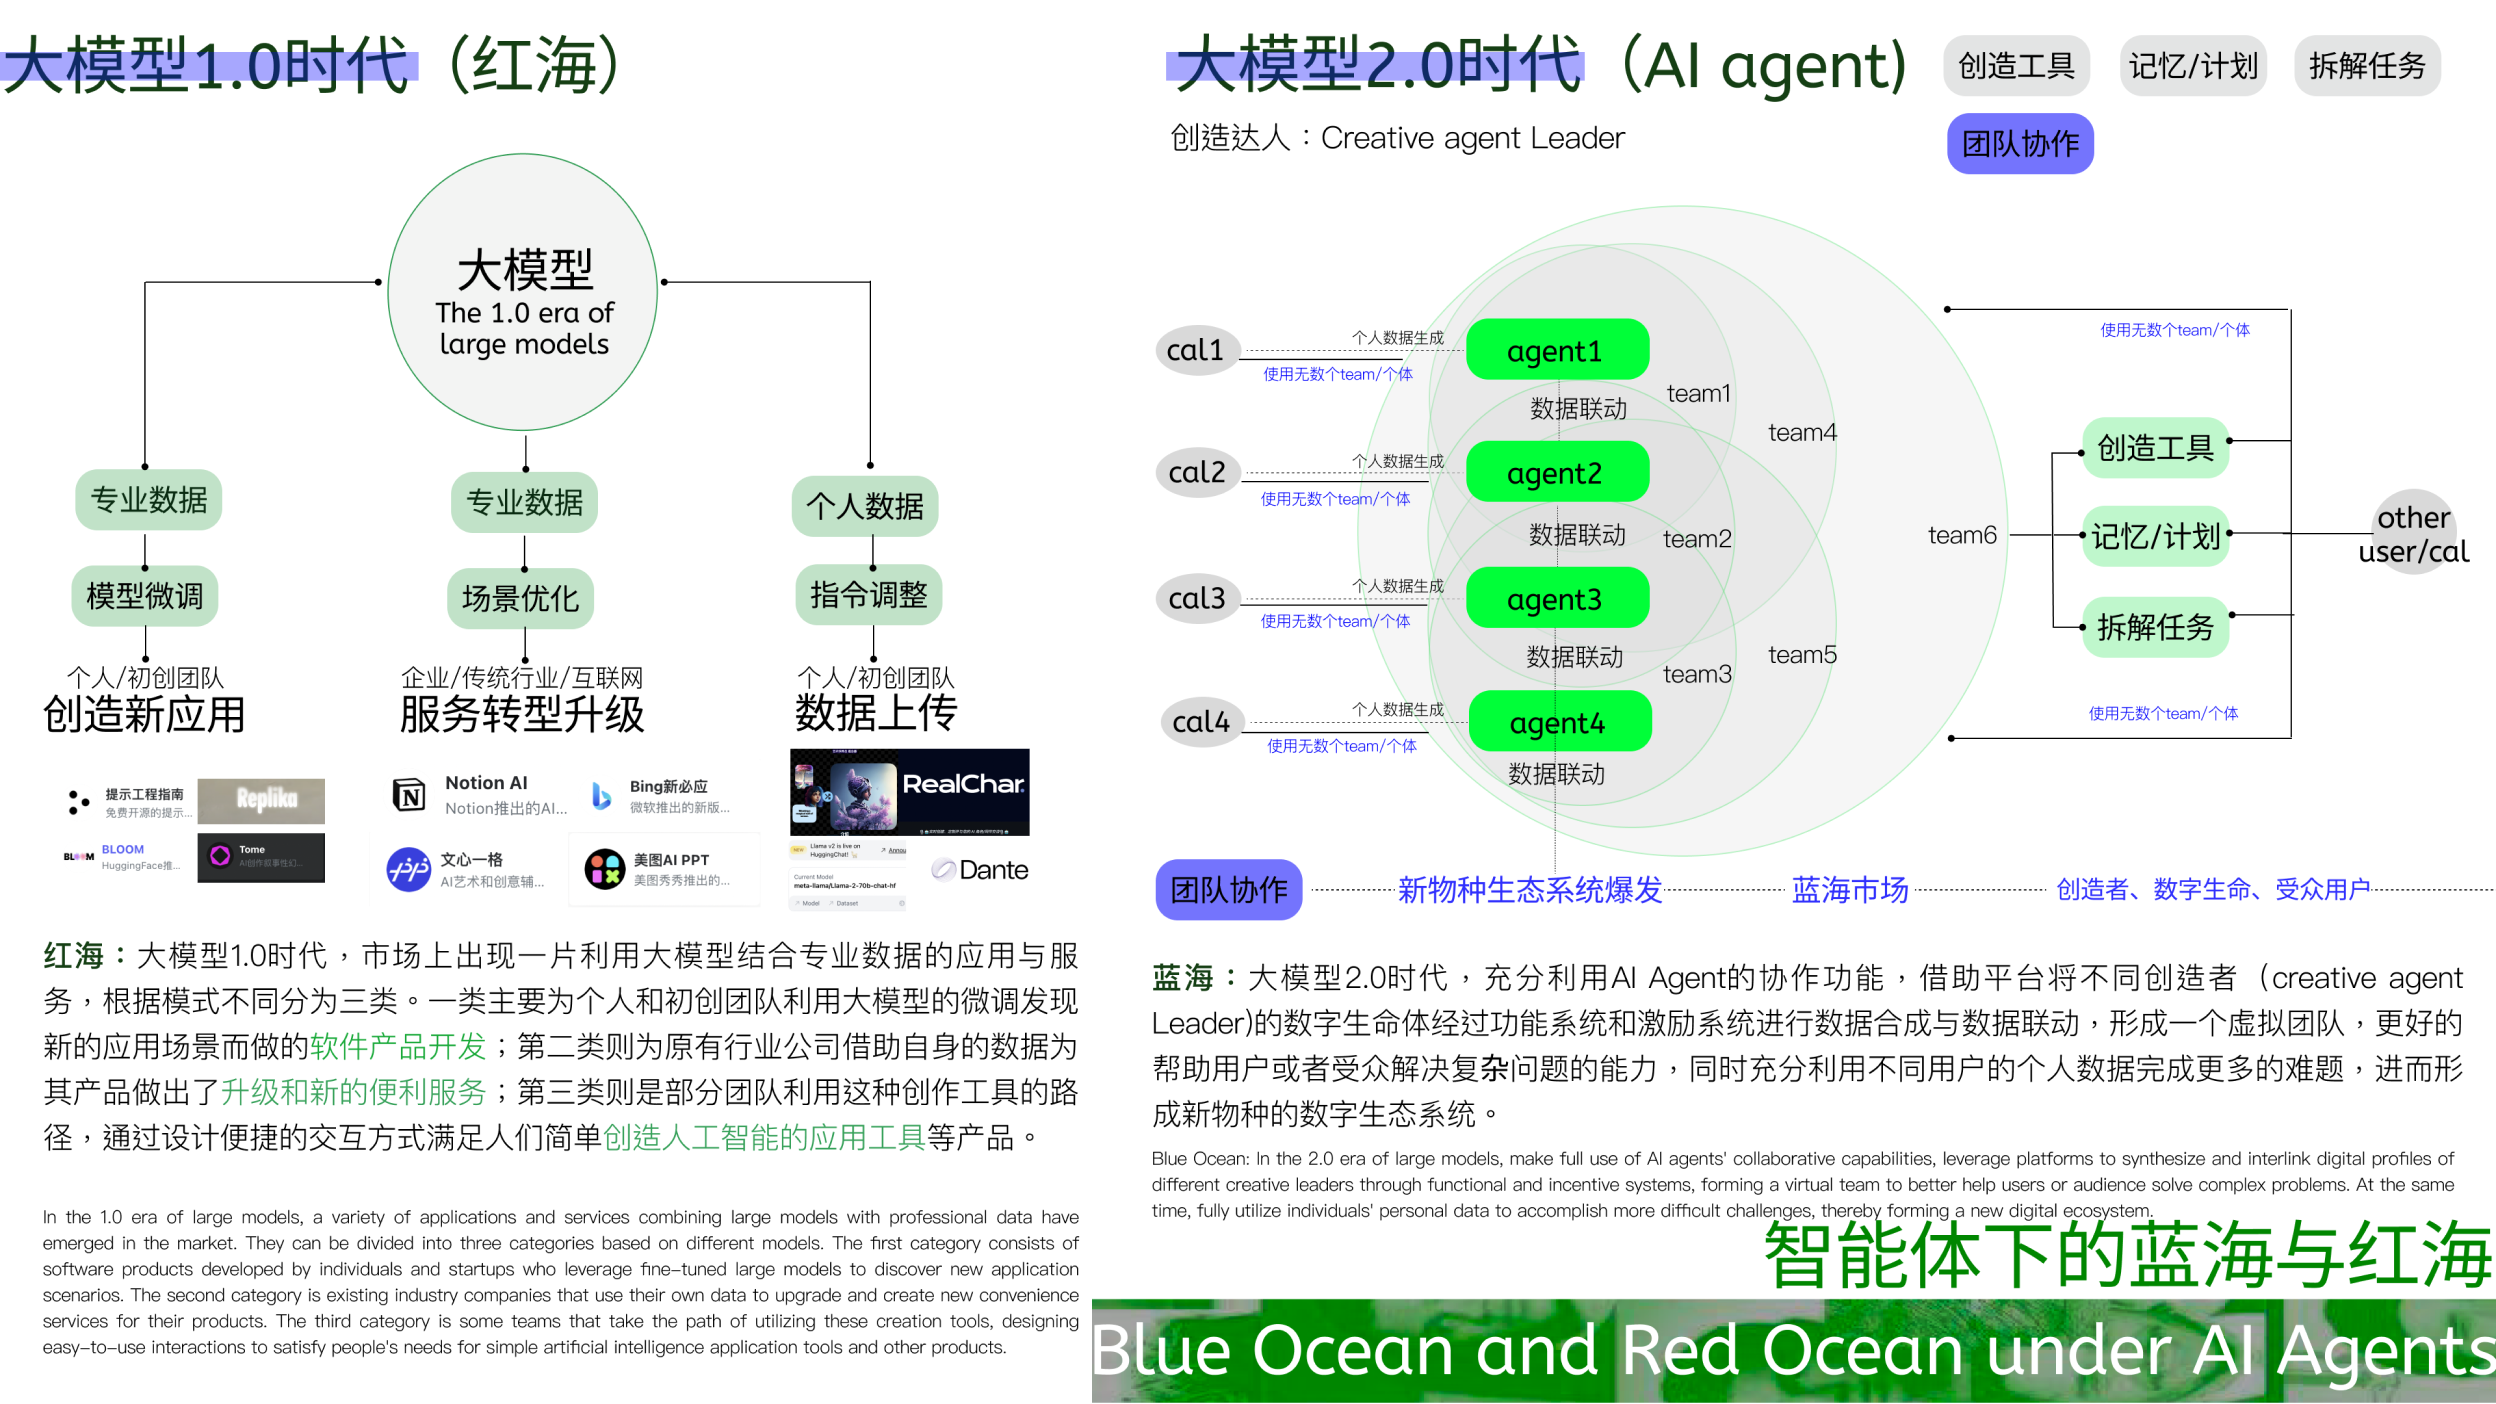 大模型1.0时代（红海）
大模型
The 1.0 era of
large models
专业数据
模型微调
个人/初创团队
创造新应用
专业数据
场景优化
企业/传统行业/互联网
服务转型升级
个人数据
指令调整
个人/初创团队
数据上传
提示工程指南
免费开源的提示...
Replika
BLOOM
BLOOM
HuggingFace推...
Tome
AI创作叙事性幻...
Notion AI
Notion推出的AI...
Bing新必应
微软推出的新版...
文心一格
AI艺术和创意辅...
美图AI PPT
美图秀秀推出的...
RealChar.
NEW
Llama v2 is live on
HuggingChat!
Annou
Current Model
meta-llama/Llama-2-70b-chat-hf
Model
Dataset
Dante
红海：大模型1.0时代，市场上出现一片利用大模型结合专业数据的应用与服
务，根据模式不同分为三类。一类主要为个人和初创团队利用大模型的微调发现
新的应用场景而做的软件产品开发；第二类则为原有行业公司借助自身的数据为
其产品做出了升级和新的便利服务；第三类则是部分团队利用这种创作工具的路
径，通过设计便捷的交互方式满足人们简单创造人工智能的应用工具等产品。
In the 1.0 era of large models, a variety of applications and services combining large models with professional data have
emerged in the market. They can be divided into three categories based on different models. The first category consists of
software products developed by individuals and startups who leverage fine-tuned large models to discover new application
scenarios. The second category is existing industry companies that use their own data to upgrade and create new convenience
services for their products. The third category is some teams that take the path of utilizing these creation tools, designing
easy-to-use interactions to satisfy people's needs for simple artificial intelligence application tools and other products.
大模型2.0时代（AI agent)
创造工具
记忆/计划
拆解任务
团队协作
创造达人：Creative agent Leader
cal1
个人数据生成
使用无数个team/个体
agent1
数据联动
team1
team4
cal2
个人数据生成
使用无数个team/个体
agent2
数据联动
team2
cal3
个人数据生成
使用无数个team/个体
agent3
数据联动
team3
team5
cal4
个人数据生成
使用无数个team/个体
agent4
数据联动
team6
使用无数个team/个体
创造工具
记忆/计划
拆解任务
使用无数个team/个体
other
user/cal
团队协作
新物种生态系统爆发
蓝海市场
创造者、数字生命、受众用户
蓝海：大模型2.0时代，充分利用AI Agent的协作功能，借助平台将不同创造者（creative agent
Leader)的数字生命体经过功能系统和激励系统进行数据合成与数据联动，形成一个虚拟团队，更好的
帮助用户或者受众解决复杂问题的能力，同时充分利用不同用户的个人数据完成更多的难题，进而形
成新物种的数字生态系统。
Blue Ocean: In the 2.0 era of large models, make full use of AI agents' collaborative capabilities, leverage platforms to synthesize and interlink digital profiles of
different creative leaders through functional and incentive systems, forming a virtual team to better help users or audience solve complex problems. At the same
time, fully utilize individuals' personal data to accomplish more difficult challenges, thereby forming a new digital ecosystem.
智能体下的蓝海与红海
Blue Ocean and Red Ocean under AI Agents